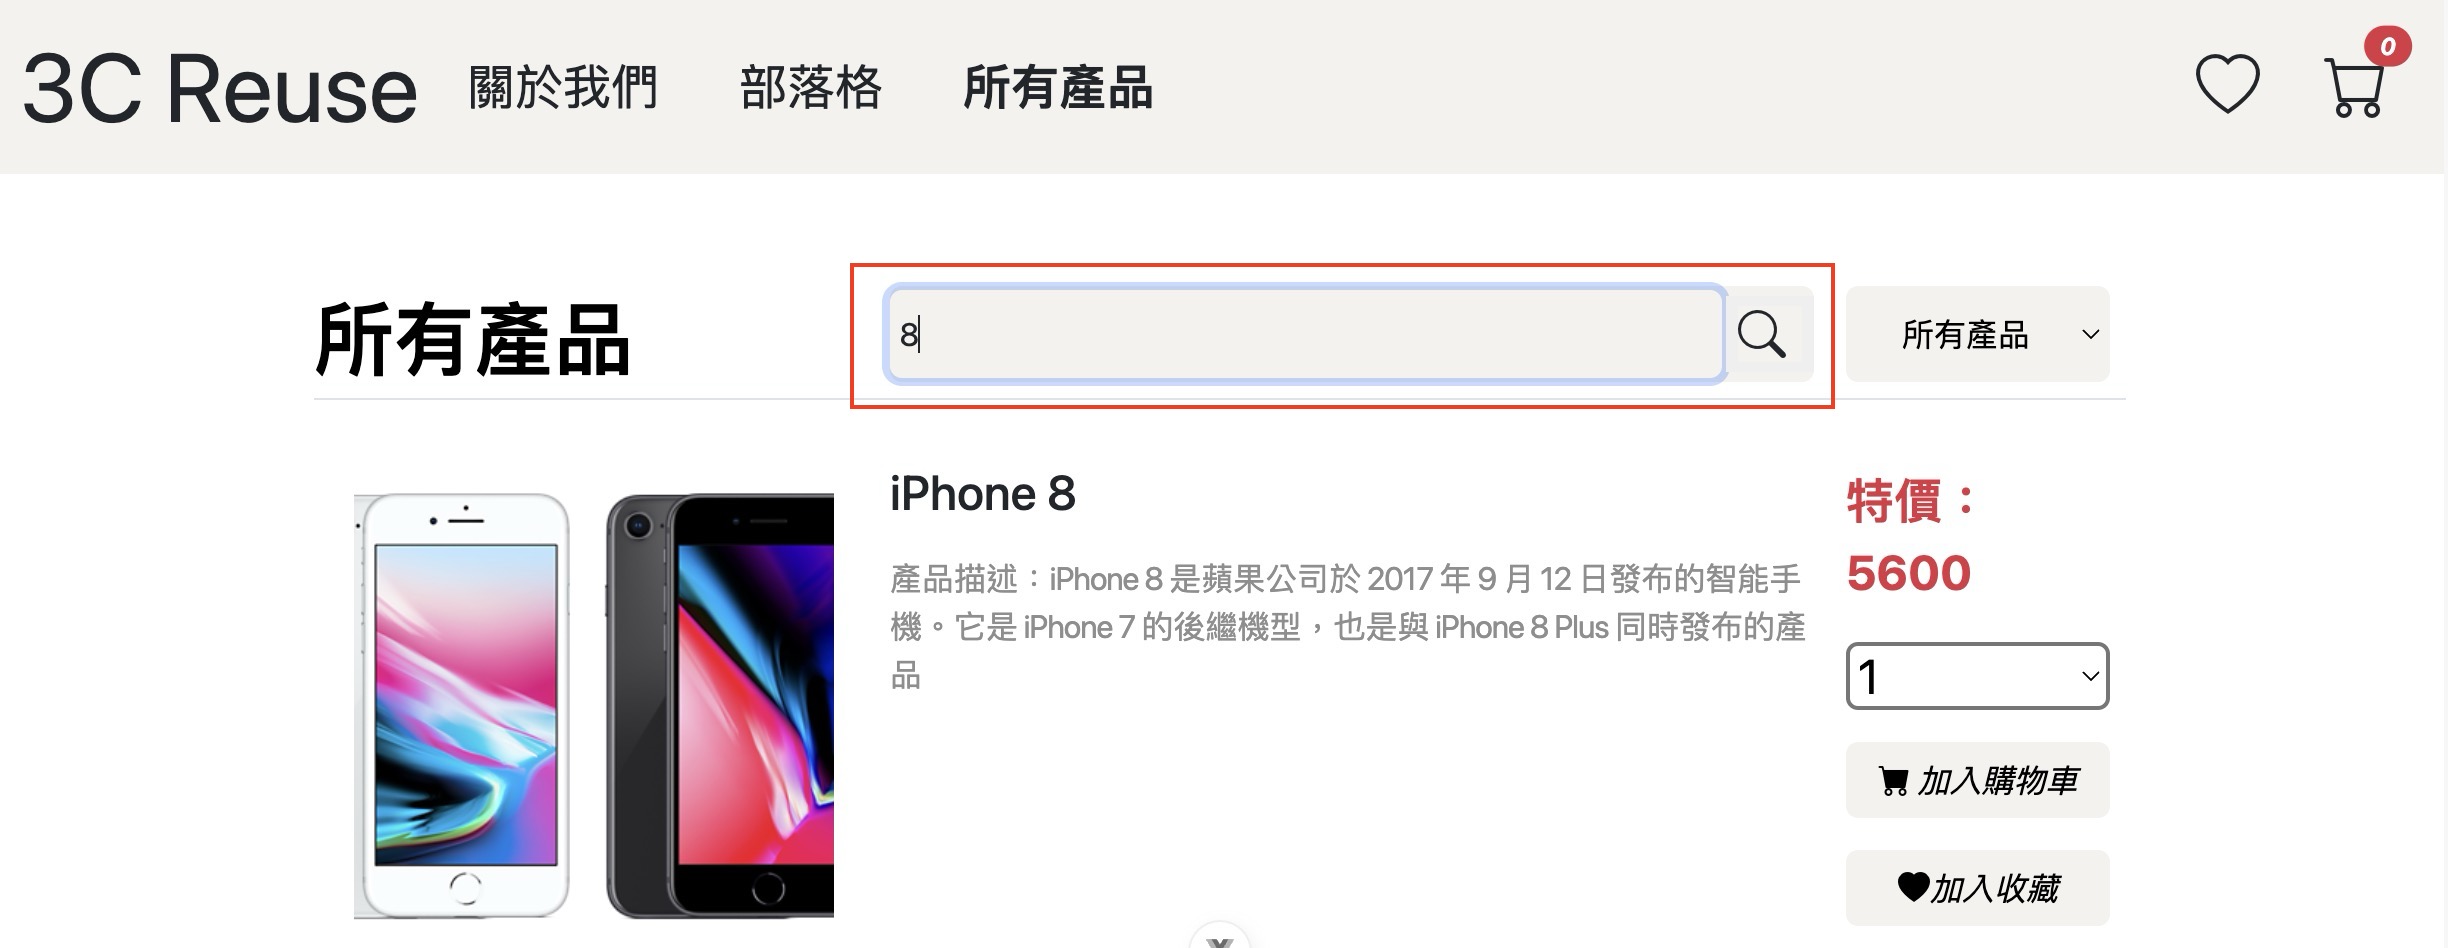 3C Reuse
關於我們
部落格
所有產品
0
所有產品
8
所有產品
iPhone 8
產品描述：iPhone 8 是蘋果公司於 2017 年 9 月 12 日發布的智能手
機。它是 iPhone 7 的後繼機型，也是與 iPhone 8 Plus 同時發布的產
品
特價：
5600
1
加入購物車
加入收藏